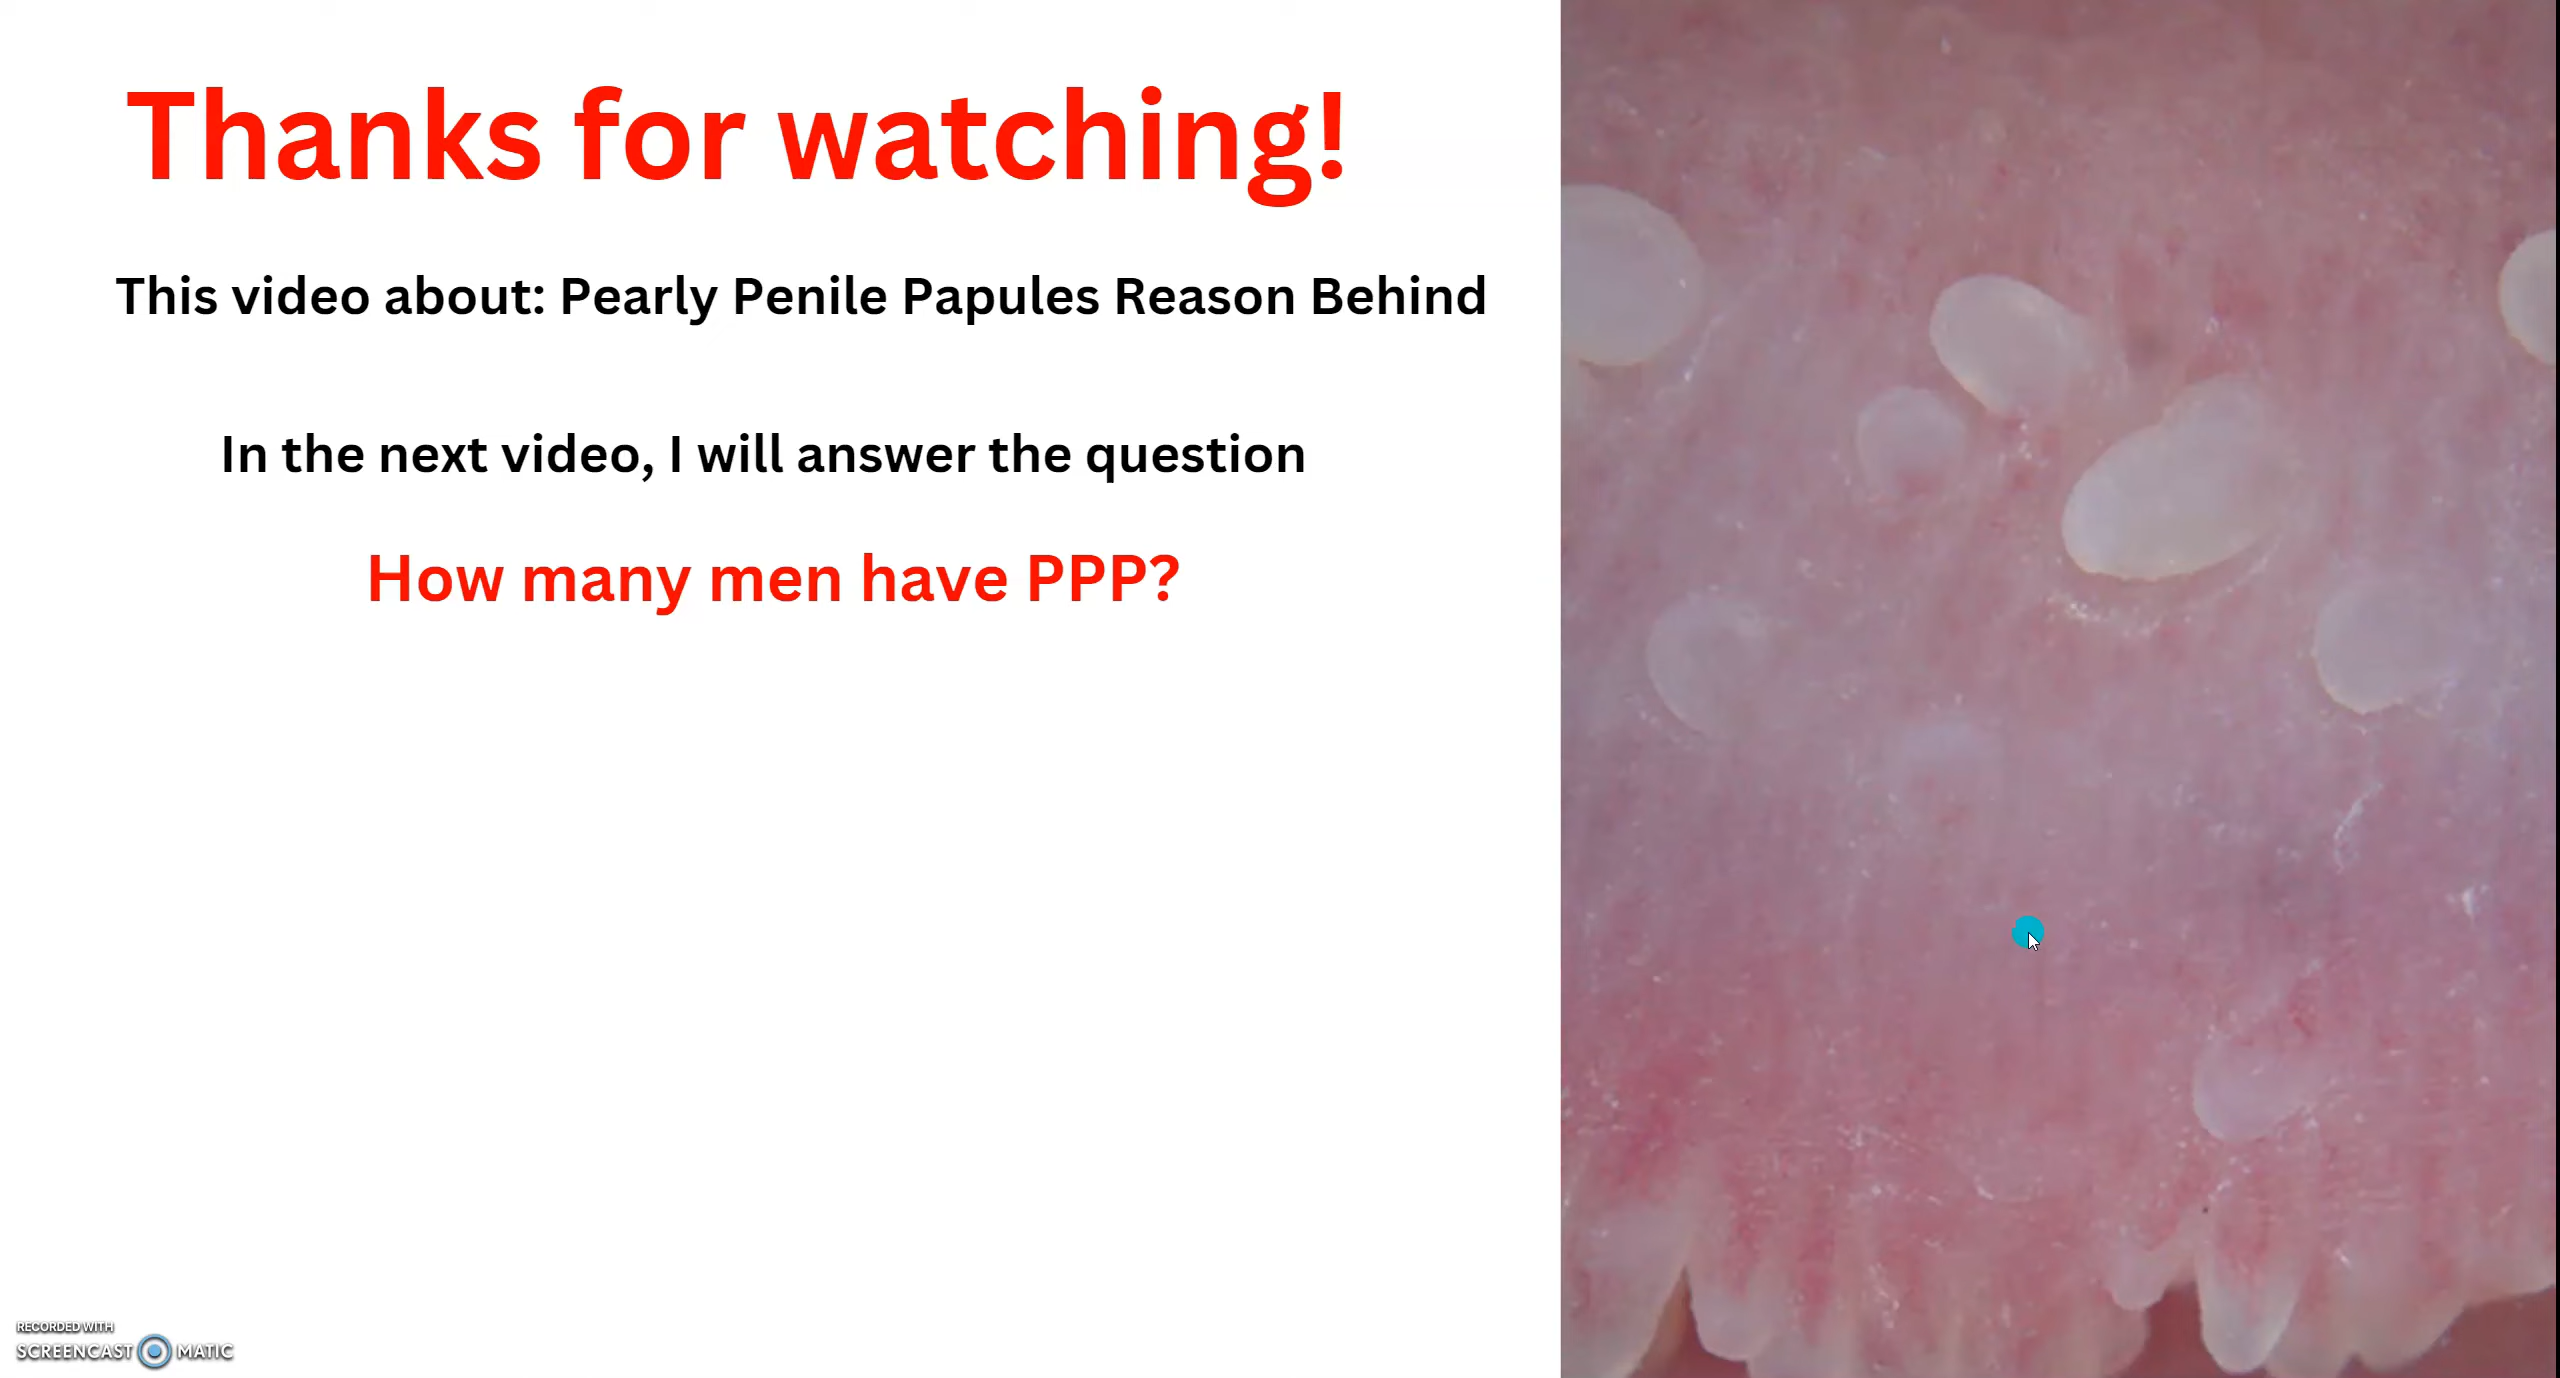 Thanks for watching!
This video about: Pearly Penile Papules Reason Behind
In the next video, I will answer the question
How many men have PPP?
RECORDED WITH
SCREENCAST MATIC